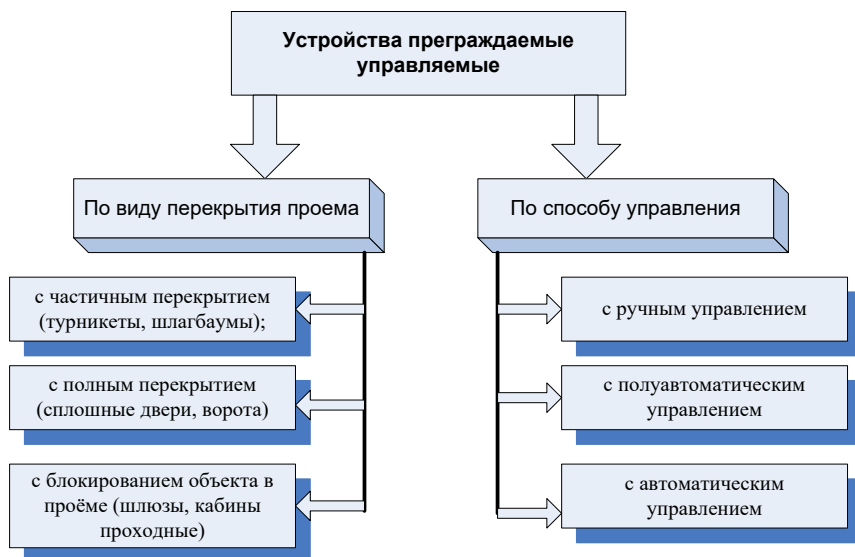 Устройства преграждаемые
управляемые
По виду перекрытия проема
По способу управления
с частичным перекрытием
(турникеты, шлагбаумы);
с полным перекрытием
(сплошные двери, ворота)
с блокированием объекта в
проёме (шлюзы, кабины
проходные)
с ручным управлением
с полуавтоматическим
управлением
с автоматическим
управлением